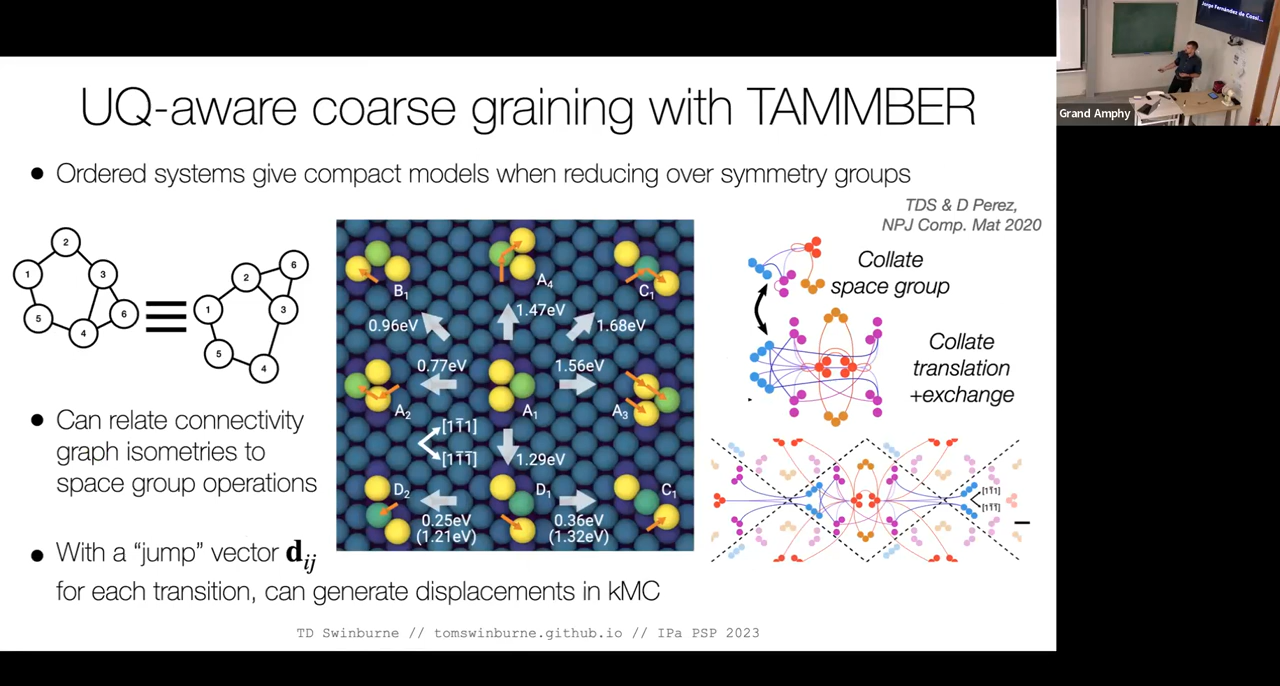 UQ-aware coarse graining with TAMMBER
● Ordered systems give compact models when reducing over symmetry groups
TDS & D Perez,
NPJ Comp. Mat 2020
2
1
3
5
4
6
2
6
1
3
5
4
B1
A4
C1
0.96eV
1.47eV
1.68eV
0.77eV
1.56eV
A2
A1
A3
[11̄1]
[11̄1̄]
1.29eV
D2
D1
C1
0.25eV
(1.21eV)
0.36eV
(1.32eV)
Collate
space group
Collate
translation
+exchange
[11̄1]
[11̄1̄]
● Can relate connectivity
graph isometries to
space group operations
● With a “jump” vector dij
for each transition, can generate displacements in kMC
TD Swinburne // tomswinburne.github.io // IPa PSP 2023
Jorge Fernández de Cossi...
Grand Amphy